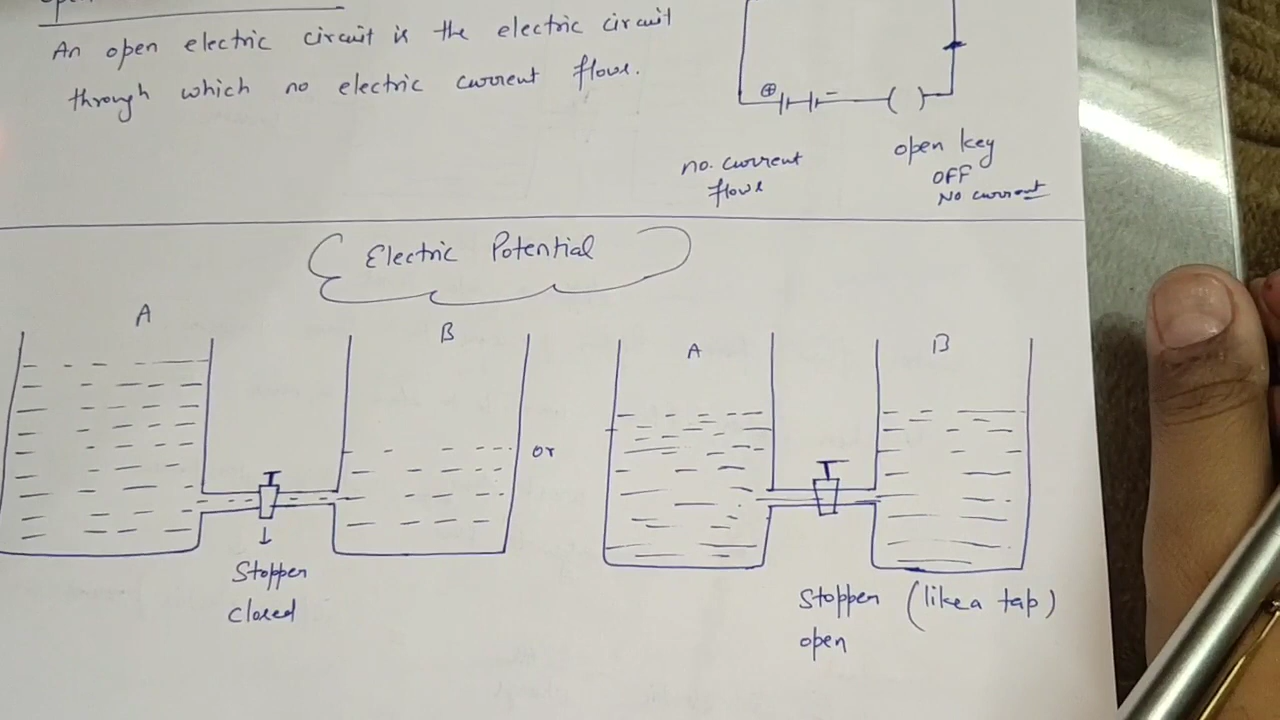 An open electric circuit is the electric circuit
through which no electric current flows.
⊕ -
no. current
flows
open key
OFF
No current
Electric Potential
A
B
or
A
B
Stopper
closed
Stopper (like a tap)
open